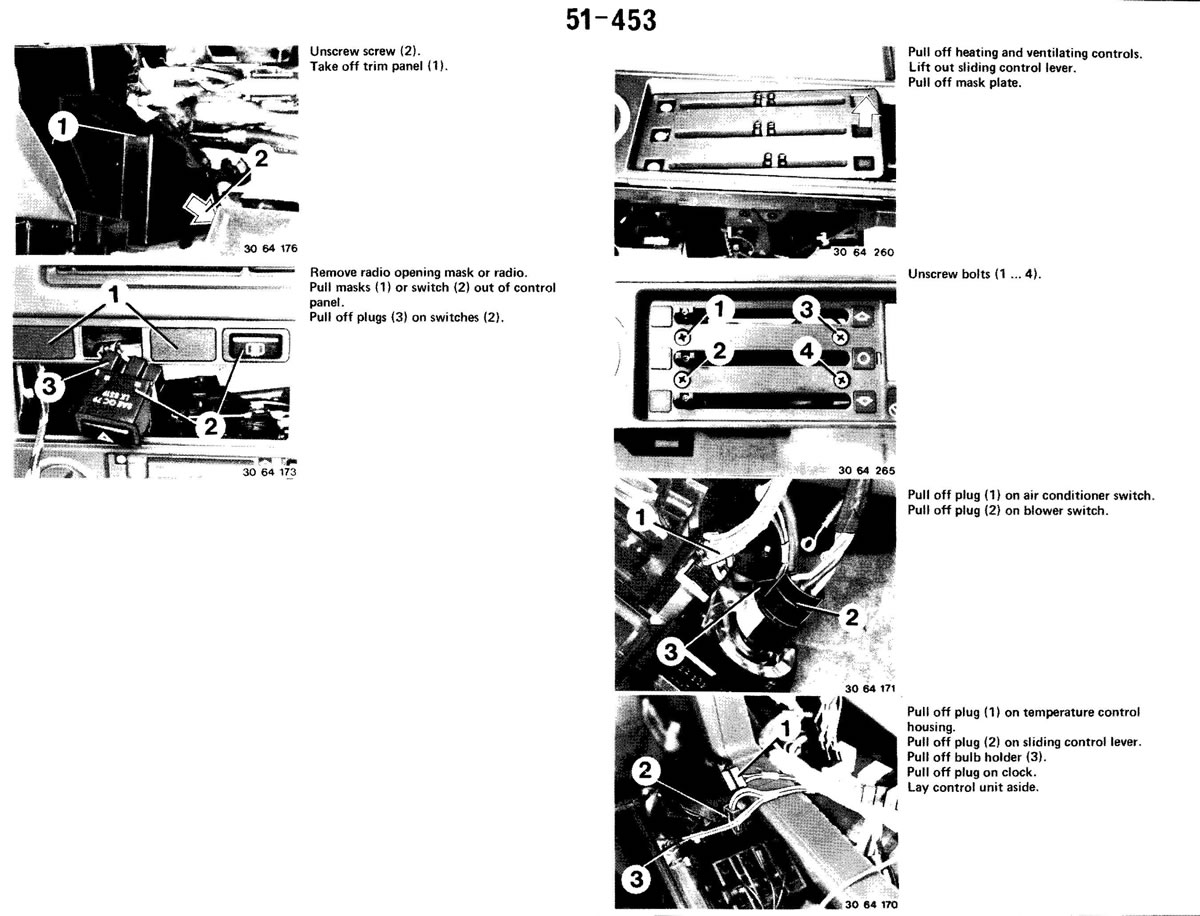 51-453
Unscrew screw (2).
Take off trim panel (1).
1
2
30 64 176
Remove radio opening mask or radio.
Pull masks (1) or switch (2) out of control
panel.
Pull off plugs (3) on switches (2).
1
3
2
30 64 173
Pull off heating and ventilating controls.
Lift out sliding control lever.
Pull off mask plate.
30 64 260
Unscrew bolts (1 ... 4).
1
3
2
4
30 64 265
Pull off plug (1) on air conditioner switch.
Pull off plug (2) on blower switch.
1
2
3
30 64 171
Pull off plug (1) on temperature control
housing.
Pull off plug (2) on sliding control lever.
Pull off bulb holder (3).
Pull off plug on clock.
Lay control unit aside.
1
2
3
30 64 170